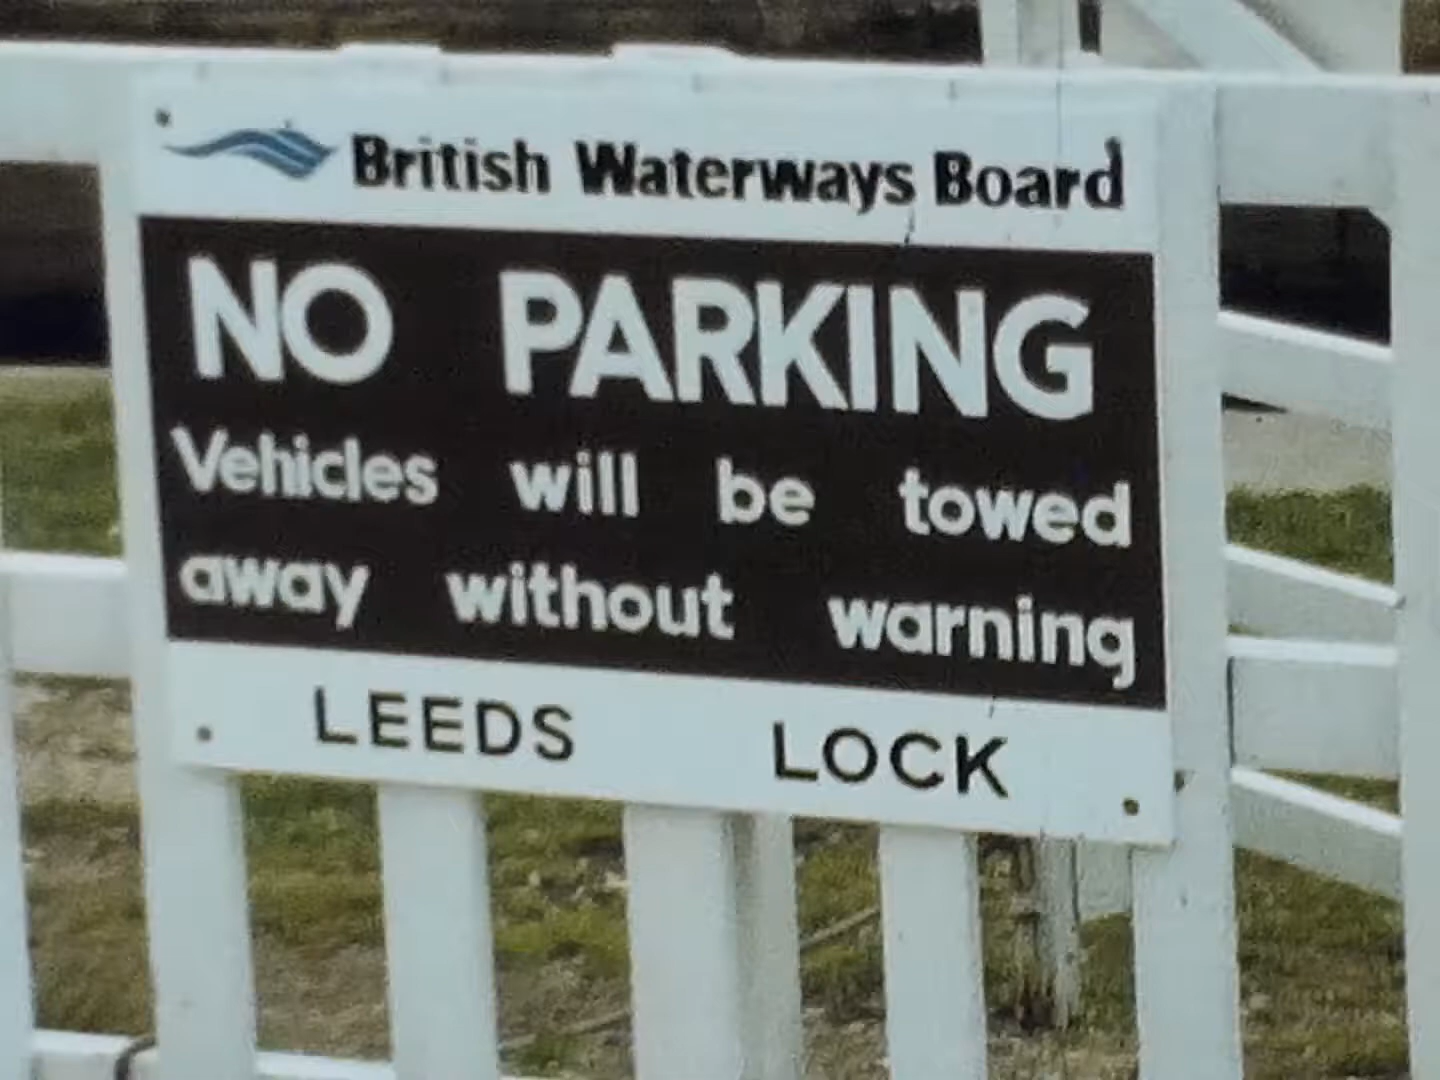 British Waterways Board
NO PARKING
Vehicles will be towed
away without warning
LEEDS LOCK